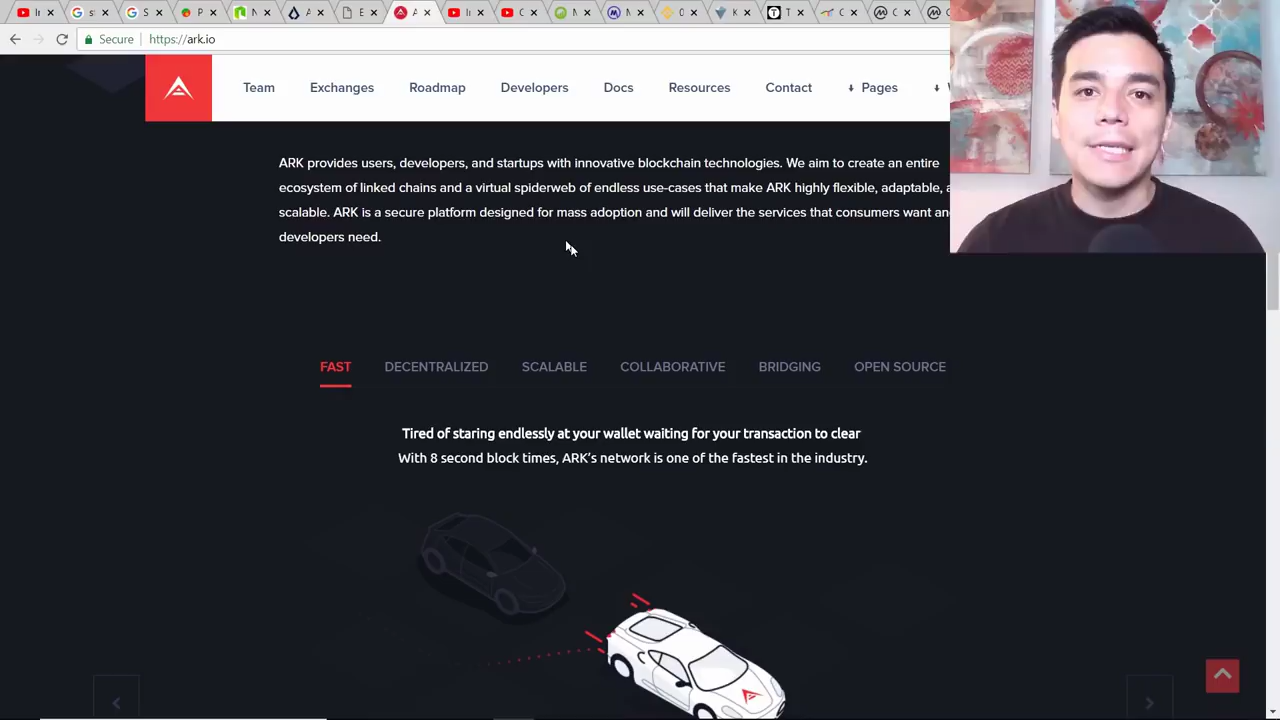 Secure https://ark.io
Team Exchanges Roadmap Developers Docs Resources Contact Pages
ARK provides users, developers, and startups with innovative blockchain technologies. We aim to create an entire
ecosystem of linked chains and a virtual spiderweb of endless use-cases that make ARK highly flexible, adaptable,
scalable. ARK is a secure platform designed for mass adoption and will deliver the services that consumers want
developers need.
FAST DECENTRALIZED SCALABLE COLLABORATIVE BRIDGING OPEN SOURCE
Tired of staring endlessly at your wallet waiting for your transaction to clear
With 8 second block times, ARK's network is one of the fastest in the industry.